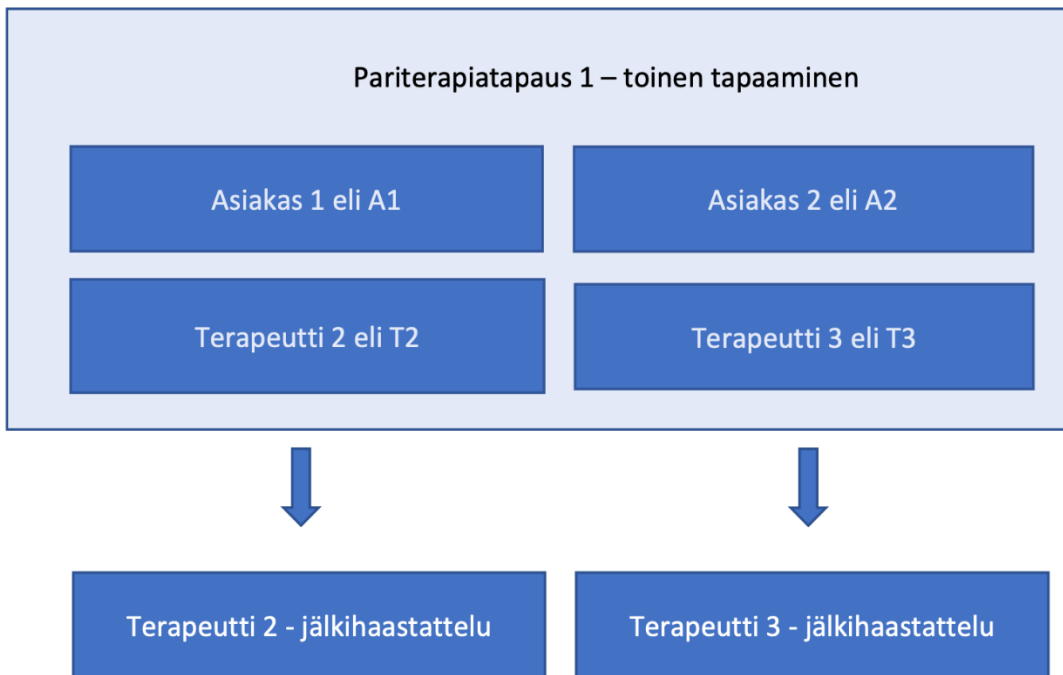 Pariterapiatapaus 1 – toinen tapaaminen
Asiakas 1 eli A1
Asiakas 2 eli A2
Terapeutti 2 eli T2
Terapeutti 3 eli T3
Terapeutti 2 - jälkihaastattelu
Terapeutti 3 - jälkihaastattelu